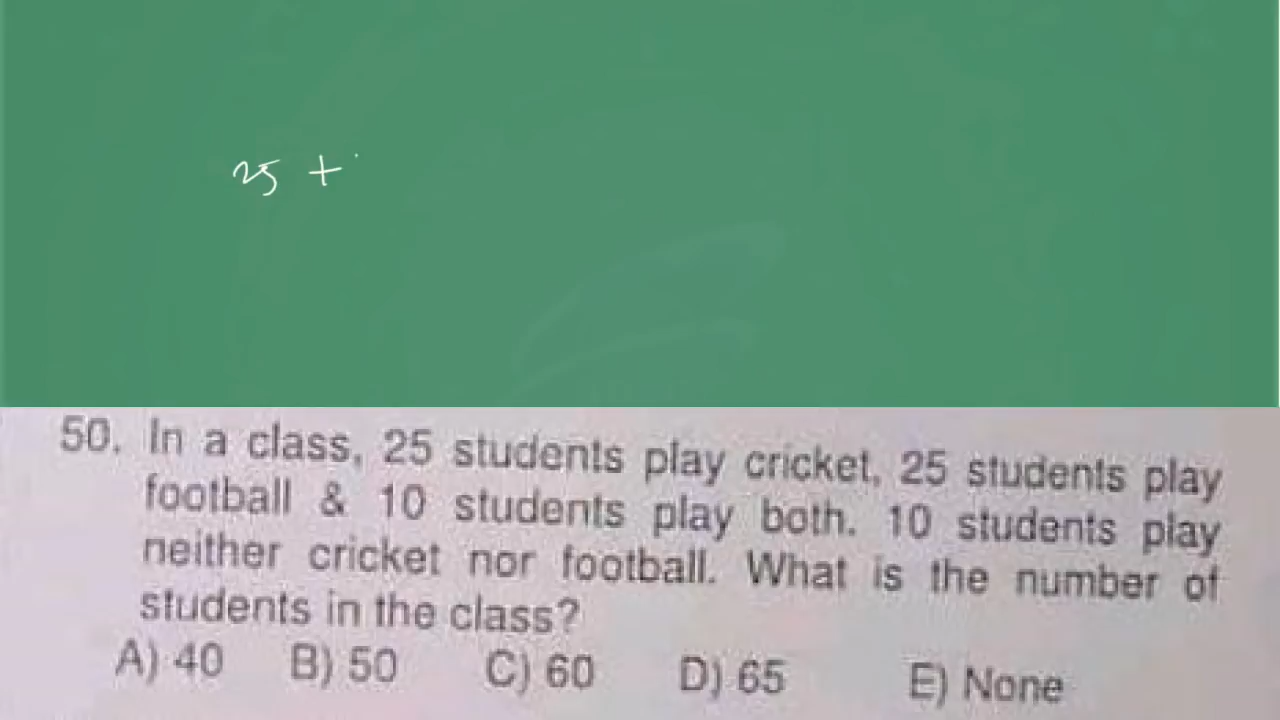 25 +
50. In a class, 25 students play cricket, 25 students play
football & 10 students play both. 10 students play
neither cricket nor football. What is the number of
students in the class?
A) 40 B) 50 C) 60 D) 65 E) None